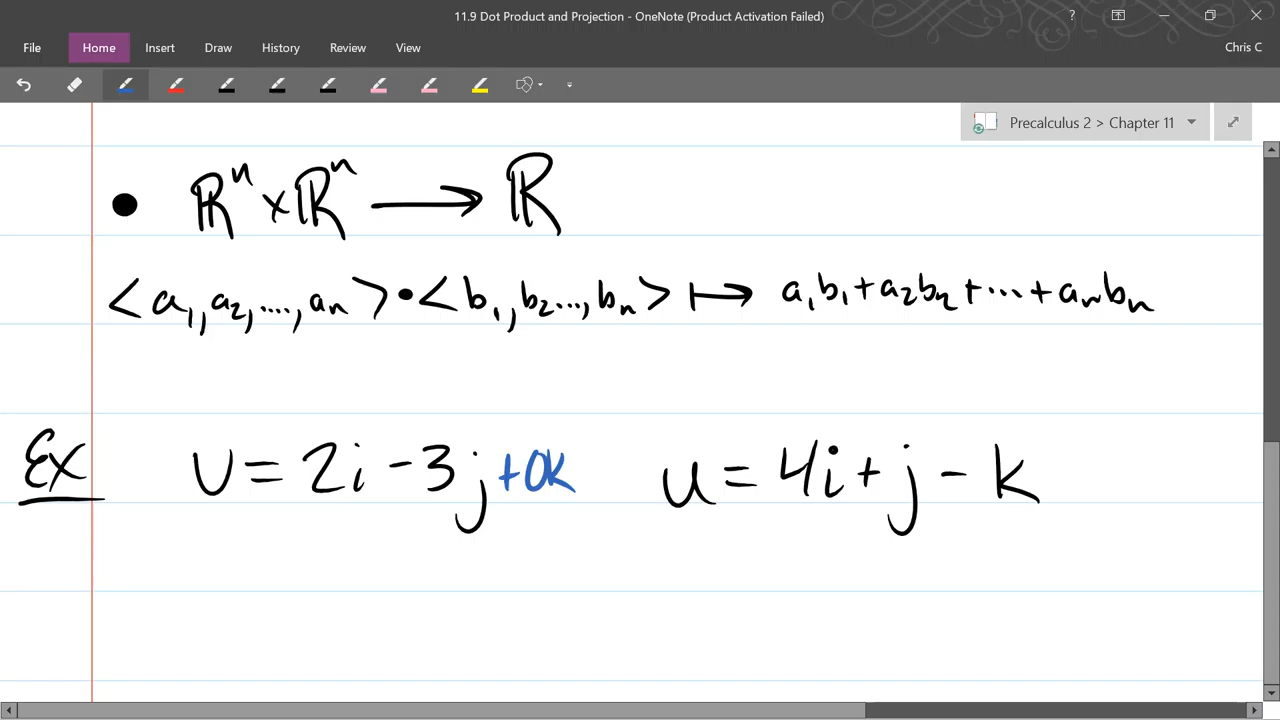 11.9 Dot Product and Projection - OneNote (Product Activation Failed)
?
File Home Insert Draw History Review View Chris C
Precalculus 2 > Chapter 11
• ℝⁿ × ℝⁿ ⟶ ℝ
<a₁, a₂, ...., aₙ> • <b₁, b₂ ..., bₙ> ⟼ a₁b₁ + a₂b₂ + ... + aₙbₙ
Ex v = 2i - 3j + 0k u = 4i + j - k